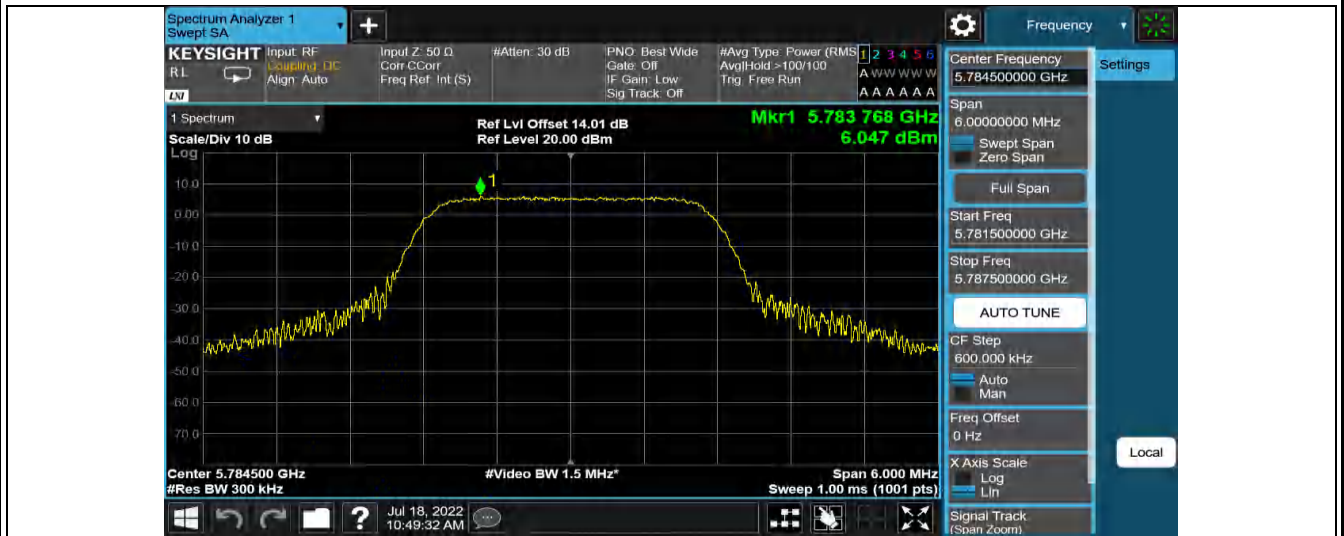 Spectrum Analyzer 1
Swept SA
+
Frequency
KEYSIGHT
RL
LXI
Input: RF
Coupling: DC
Align: Auto
Input Z: 50 Ω
Corr CCorr
Freq Ref: Int (S)
#Atten: 30 dB
PNO: Best Wide
Gate: Off
IF Gain: Low
Sig Track: Off
#Avg Type: Power (RMS
Avg|Hold:>100/100
Trig: Free Run
1 2 3 4 5 6
A W W W W W
A A A A A A
Center Frequency
5.784500000 GHz
Settings
Span
6.00000000 MHz
Swept Span
Zero Span
Full Span
Start Freq
5.781500000 GHz
Stop Freq
5.787500000 GHz
AUTO TUNE
CF Step
600.000 kHz
Auto
Man
Freq Offset
0 Hz
X Axis Scale
Log
Lin
Signal Track
(Span Zoom)
Local
1 Spectrum
Scale/Div 10 dB
Log
Ref Lvl Offset 14.01 dB
Ref Level 20.00 dBm
Mkr1 5.783 768 GHz
6.047 dBm
1
10.0
0.00
-10.0
-20.0
-30.0
-40.0
-50.0
-60.0
-70.0
Center 5.784500 GHz
#Res BW 300 kHz
#Video BW 1.5 MHz*
Span 6.000 MHz
Sweep 1.00 ms (1001 pts)
?
Jul 18, 2022
10:49:32 AM